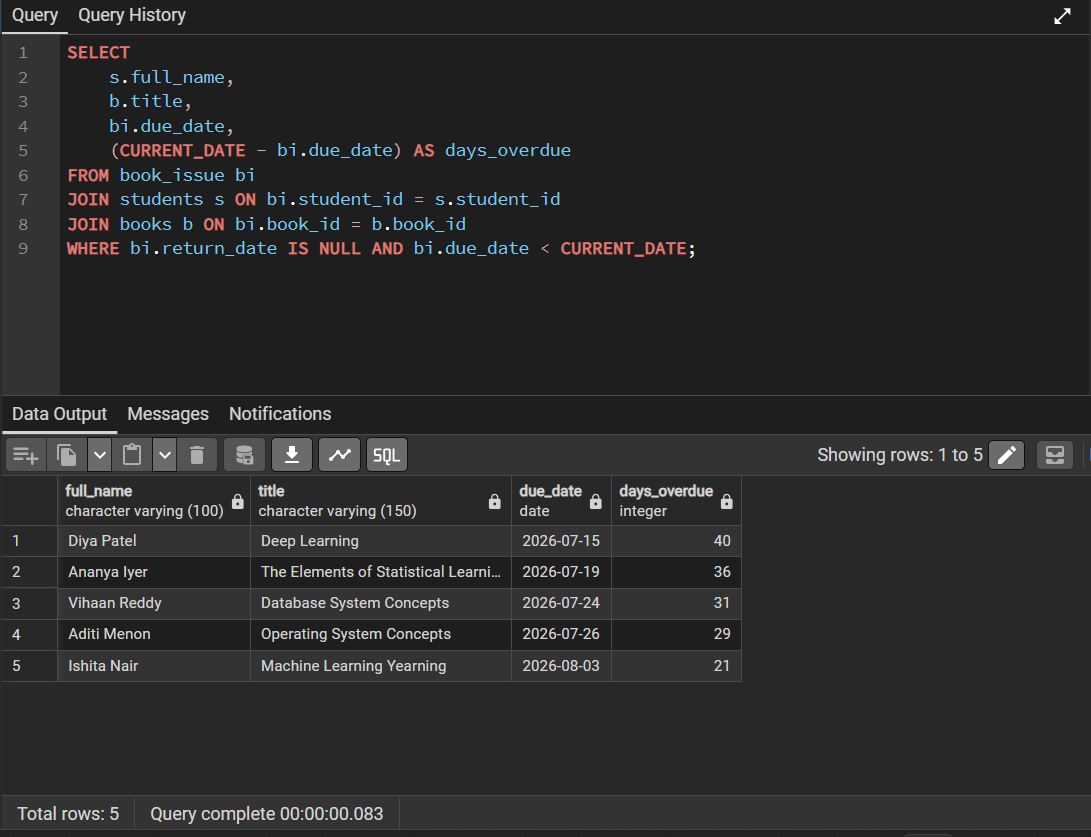 Query Query History
1 SELECT
2 s.full_name,
3 b.title,
4 bi.due_date,
5 (CURRENT_DATE - bi.due_date) AS days_overdue
6 FROM book_issue bi
7 JOIN students s ON bi.student_id = s.student_id
8 JOIN books b ON bi.book_id = b.book_id
9 WHERE bi.return_date IS NULL AND bi.due_date < CURRENT_DATE;
Data Output Messages Notifications
SQL Showing rows: 1 to 5
full_name title due_date days_overdue
character varying (100) character varying (150) date integer
1 Diya Patel Deep Learning 2026-07-15 40
2 Ananya Iyer The Elements of Statistical Learni... 2026-07-19 36
3 Vihaan Reddy Database System Concepts 2026-07-24 31
4 Aditi Menon Operating System Concepts 2026-07-26 29
5 Ishita Nair Machine Learning Yearning 2026-08-03 21
Total rows: 5 Query complete 00:00:00.083